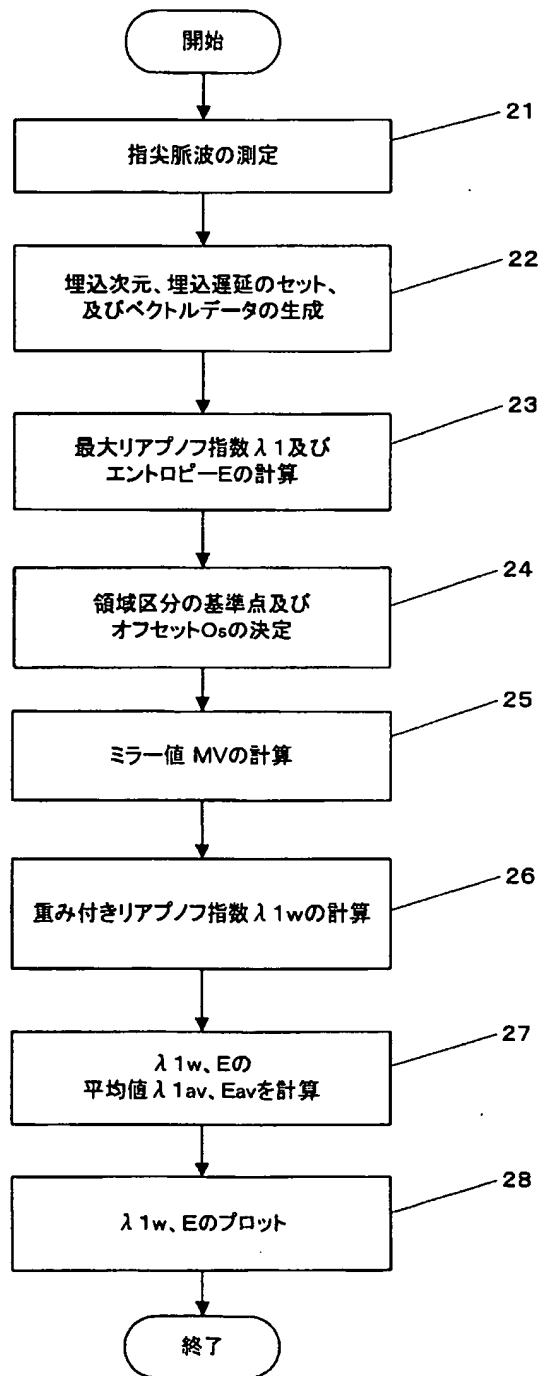 開始
21
指尖脈波の測定
22
埋込次元、埋込遅延のセット、
及びベクトルデータの生成
23
最大リアプノフ指数λ1及び
エントロピーEの計算
24
領域区分の基準点及び
オフセットOsの決定
25
ミラー値 MVの計算
26
重み付きリアプノフ指数λ1wの計算
27
λ1w、Eの
平均値λ1av、Eavを計算
28
λ1w、Eのプロット
終了